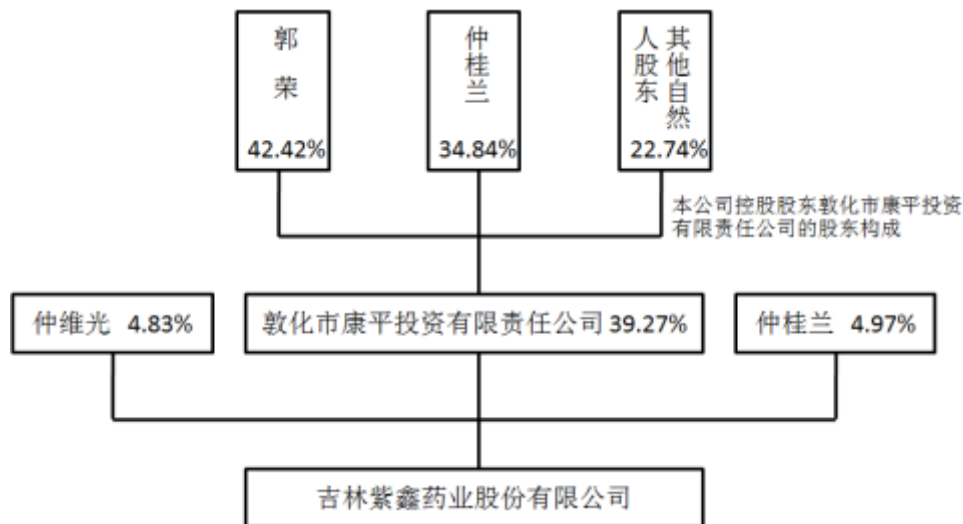 郭荣
42.42%
仲桂兰
34.84%
其他自然
人股东
22.74%
本公司控股股东敦化市康平投资
有限责任公司的股东构成
仲维光 4.83%
敦化市康平投资有限责任公司 39.27%
仲桂兰 4.97%
吉林紫鑫药业股份有限公司